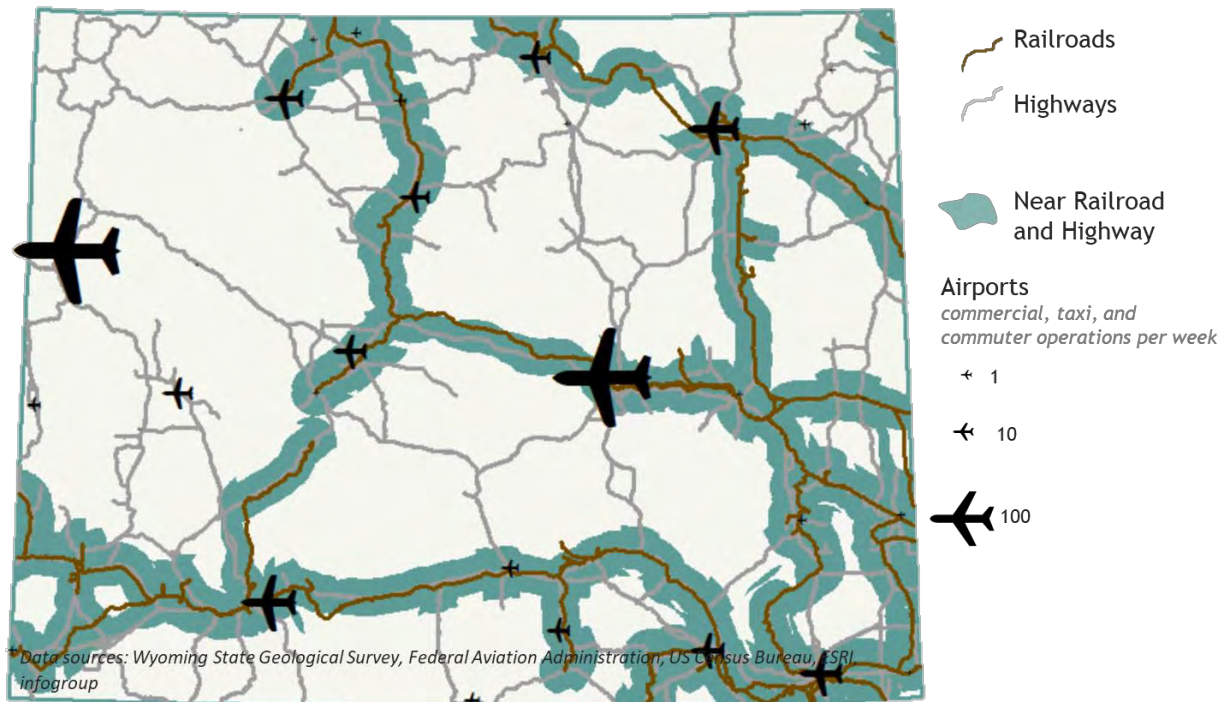 Railroads
Highways
Near Railroad
and Highway
Airports
commercial, taxi, and
commuter operations per week
1
10
100
Data sources: Wyoming State Geological Survey, Federal Aviation Administration, US Census Bureau, ESRI,
infogroup